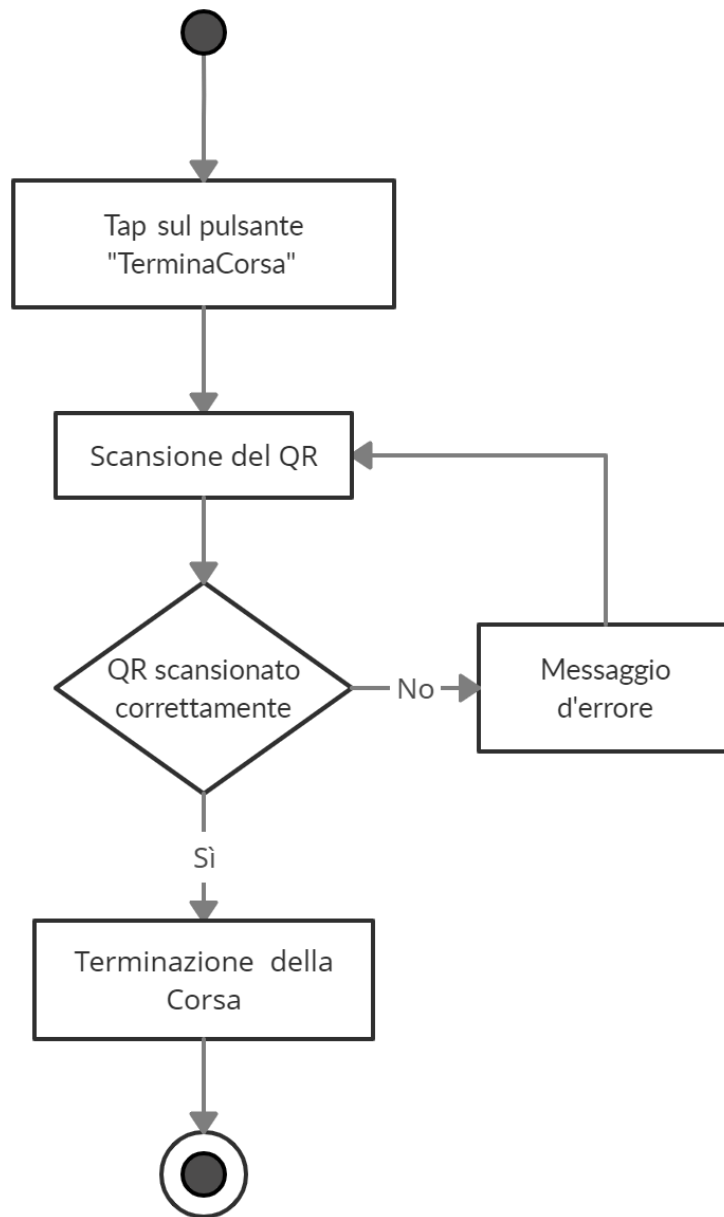 Tap sul pulsante
"TerminaCorsa"
Scansione del QR
QR scansionato
correttamente
No
Messaggio
d'errore
Sì
Terminazione della
Corsa